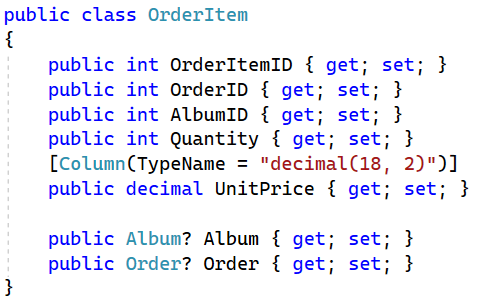 public class OrderItem
{
    public int OrderItemID { get; set; }
    public int OrderID { get; set; }
    public int AlbumID { get; set; }
    public int Quantity { get; set; }
    [Column(TypeName = "decimal(18, 2)")]
    public decimal UnitPrice { get; set; }

    public Album? Album { get; set; }
    public Order? Order { get; set; }
}